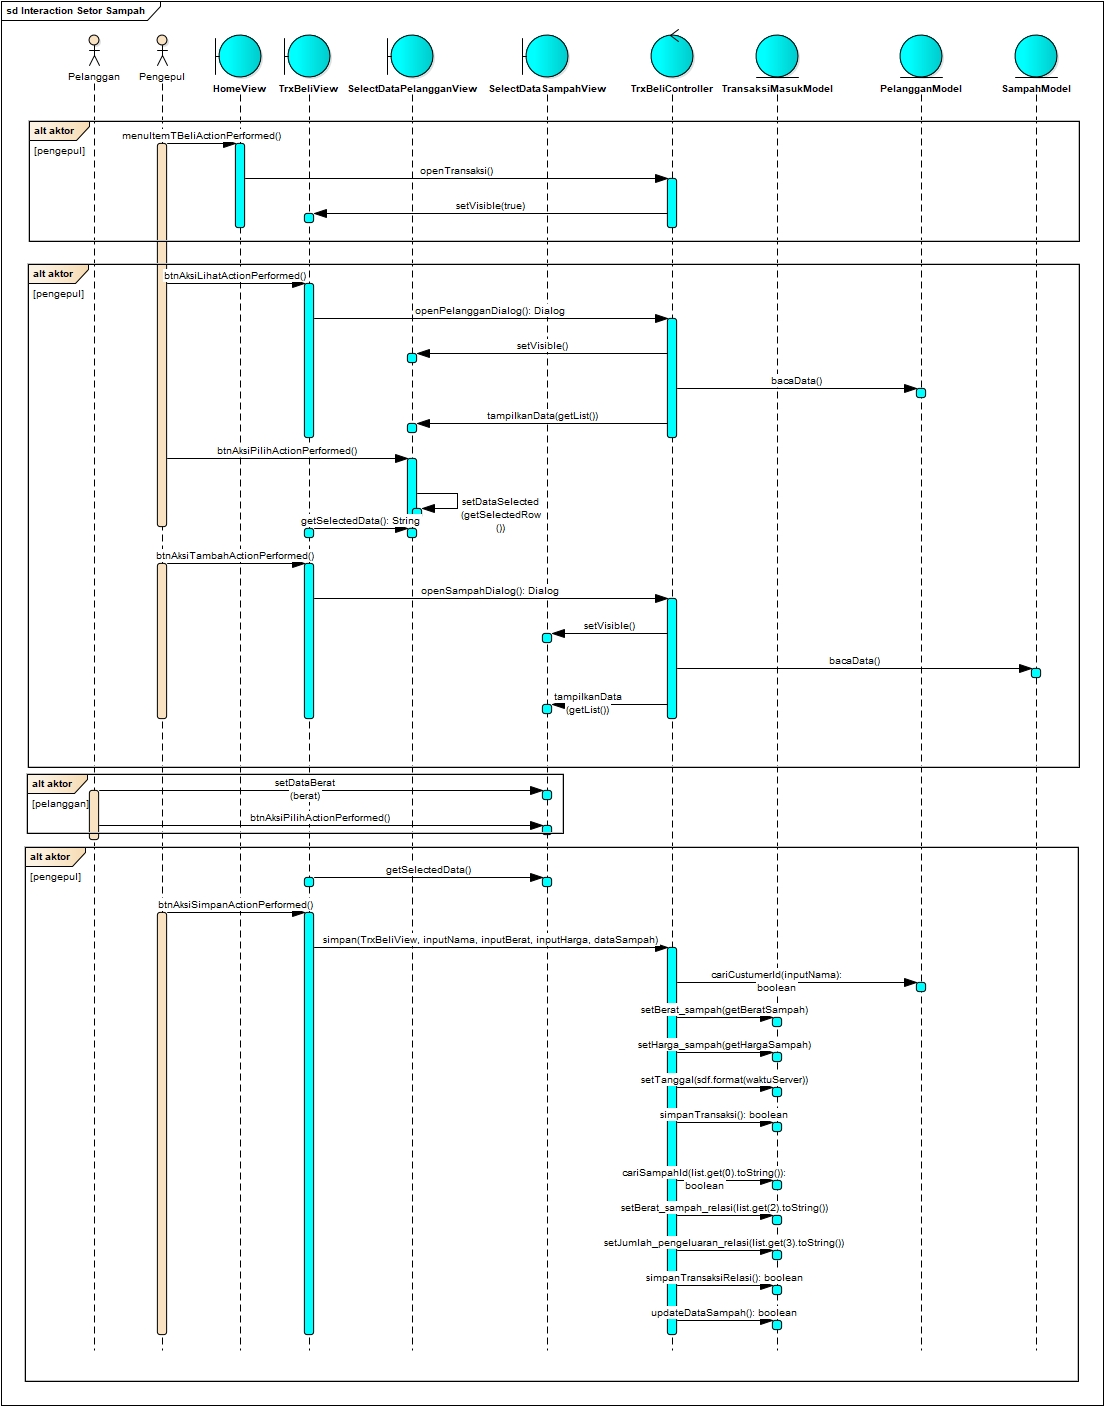 sd Interaction Setor Sampah
Pelanggan
Pengepul
HomeView
TrxBeliView
SelectDataPelangganView
SelectDataSampahView
TrxBeliController
TransaksiMasukModel
PelangganModel
SampahModel
alt aktor
[pengepul]
menuItemTBeliActionPerformed()
openTransaksi()
setVisible(true)
alt aktor
[pengepul]
btnAksiLihatActionPerformed()
openPelangganDialog(): Dialog
setVisible()
bacaData()
tampilkanData(getList())
btnAksiPilihActionPerformed()
setDataSelected
(getSelectedRow
())
getSelectedData(): String
btnAksiTambahActionPerformed()
openSampahDialog(): Dialog
setVisible()
bacaData()
tampilkanData
(getList())
alt aktor
[pelanggan]
setDataBerat
(berat)
btnAksiPilihActionPerformed()
alt aktor
[pengepul]
getSelectedData()
btnAksiSimpanActionPerformed()
simpan(TrxBeliView, inputNama, inputBerat, inputHarga, dataSampah)
cariCustumerId(inputNama):
boolean
setBerat_sampah(getBeratSampah)
setHarga_sampah(getHargaSampah)
setTanggal(sdf.format(waktuServer))
simpanTransaksi(): boolean
cariSampahId(list.get(0).toString()):
boolean
setBerat_sampah_relasi(list.get(2).toString())
setJumlah_pengeluaran_relasi(list.get(3).toString())
simpanTransaksiRelasi(): boolean
updateDataSampah(): boolean